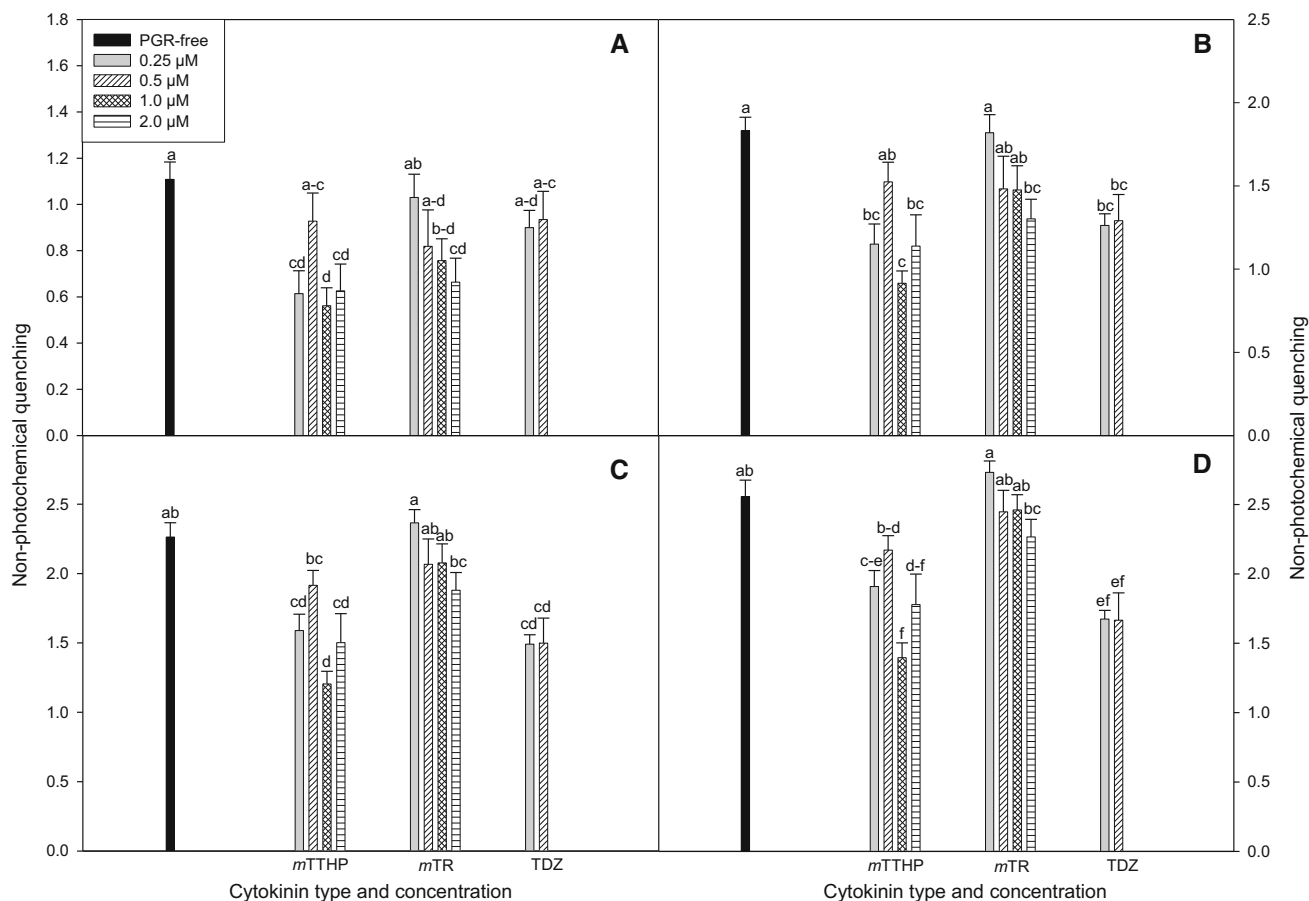 1.8
1.6
1.4
1.2
1.0
0.8
0.6
0.4
0.2
0.0
PGR-free
0.25 µM
0.5 µM
1.0 µM
2.0 µM
A
a
cd
a-c
d
cd
ab
a-d
b-d
cd
a-d
a-c
B
a
bc
ab
c
bc
a
ab
ab
bc
bc
bc
2.5
2.0
1.5
1.0
0.5
0.0
Non-photochemical quenching
Non-photochemical quenching
2.5
2.0
1.5
1.0
0.5
0.0
C
ab
cd
bc
d
cd
a
ab
ab
bc
cd
cd
D
ab
c-e
b-d
f
d-f
a
ab
ab
bc
ef
ef
2.5
2.0
1.5
1.0
0.5
0.0
mTTHP
mTR
TDZ
mTTHP
mTR
TDZ
Cytokinin type and concentration
Cytokinin type and concentration